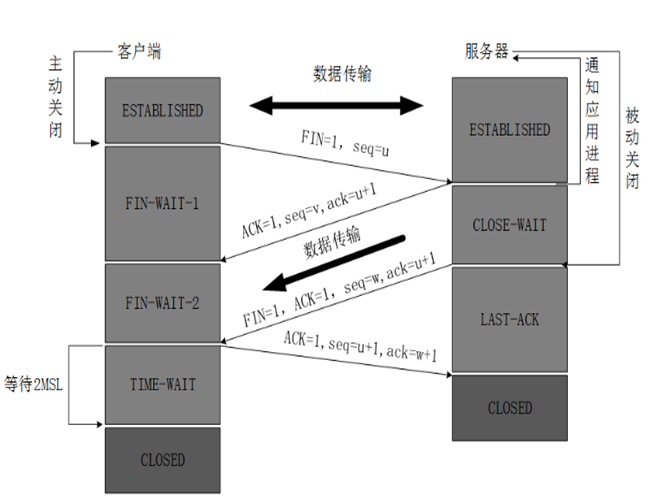 客户端
服务器
主动关闭
数据传输
通知应用进程
被动关闭
ESTABLISHED
ESTABLISHED
FIN=1, seq=u
FIN-WAIT-1
ACK=1,seq=v,ack=u+1
CLOSE-WAIT
数据传输
FIN-WAIT-2
FIN=1, ACK=1, seq=w,ack=u+1
LAST-ACK
ACK=1,seq=u+1,ack=w+1
等待2MSL
TIME-WAIT
CLOSED
CLOSED